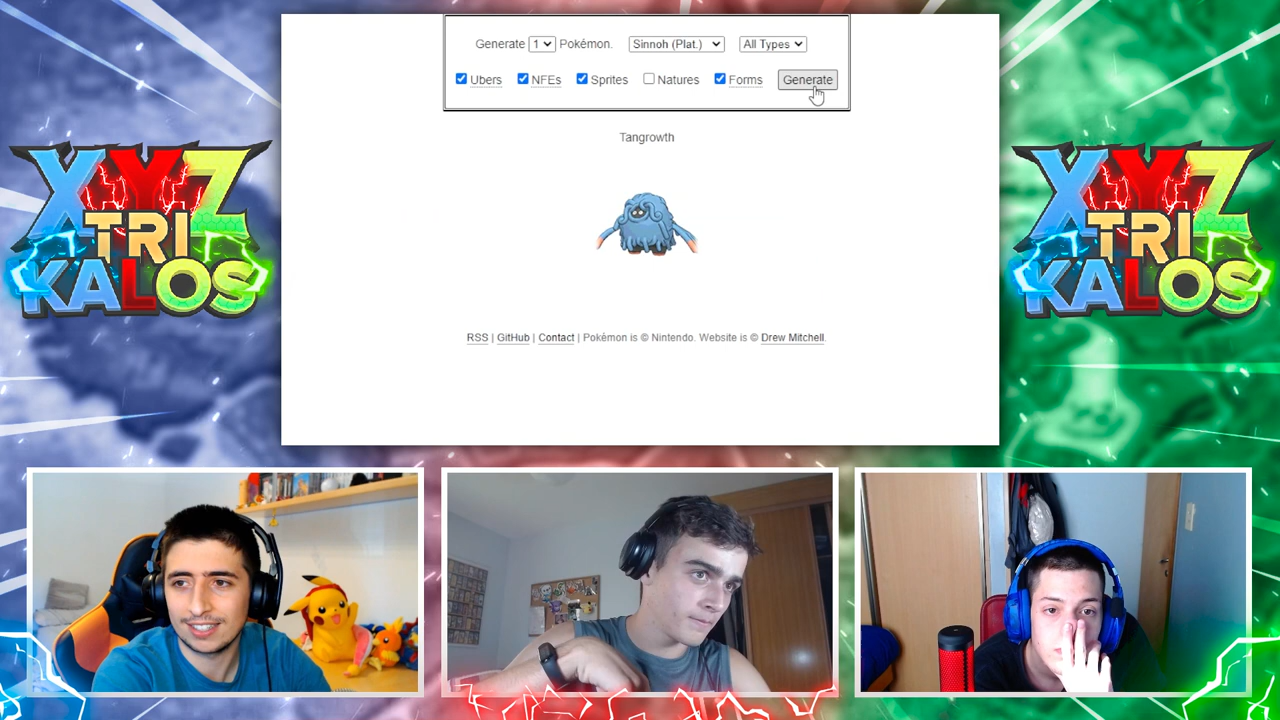 Generate 1 Pokémon. Sinnoh (Plat.) All Types
Ubers NFEs Sprites Natures Forms Generate
Tangrowth
RSS | GitHub | Contact | Pokémon is © Nintendo. Website is © Drew Mitchell.
XYZ
TRI
KALOS
XYZ
TRI
KALOS